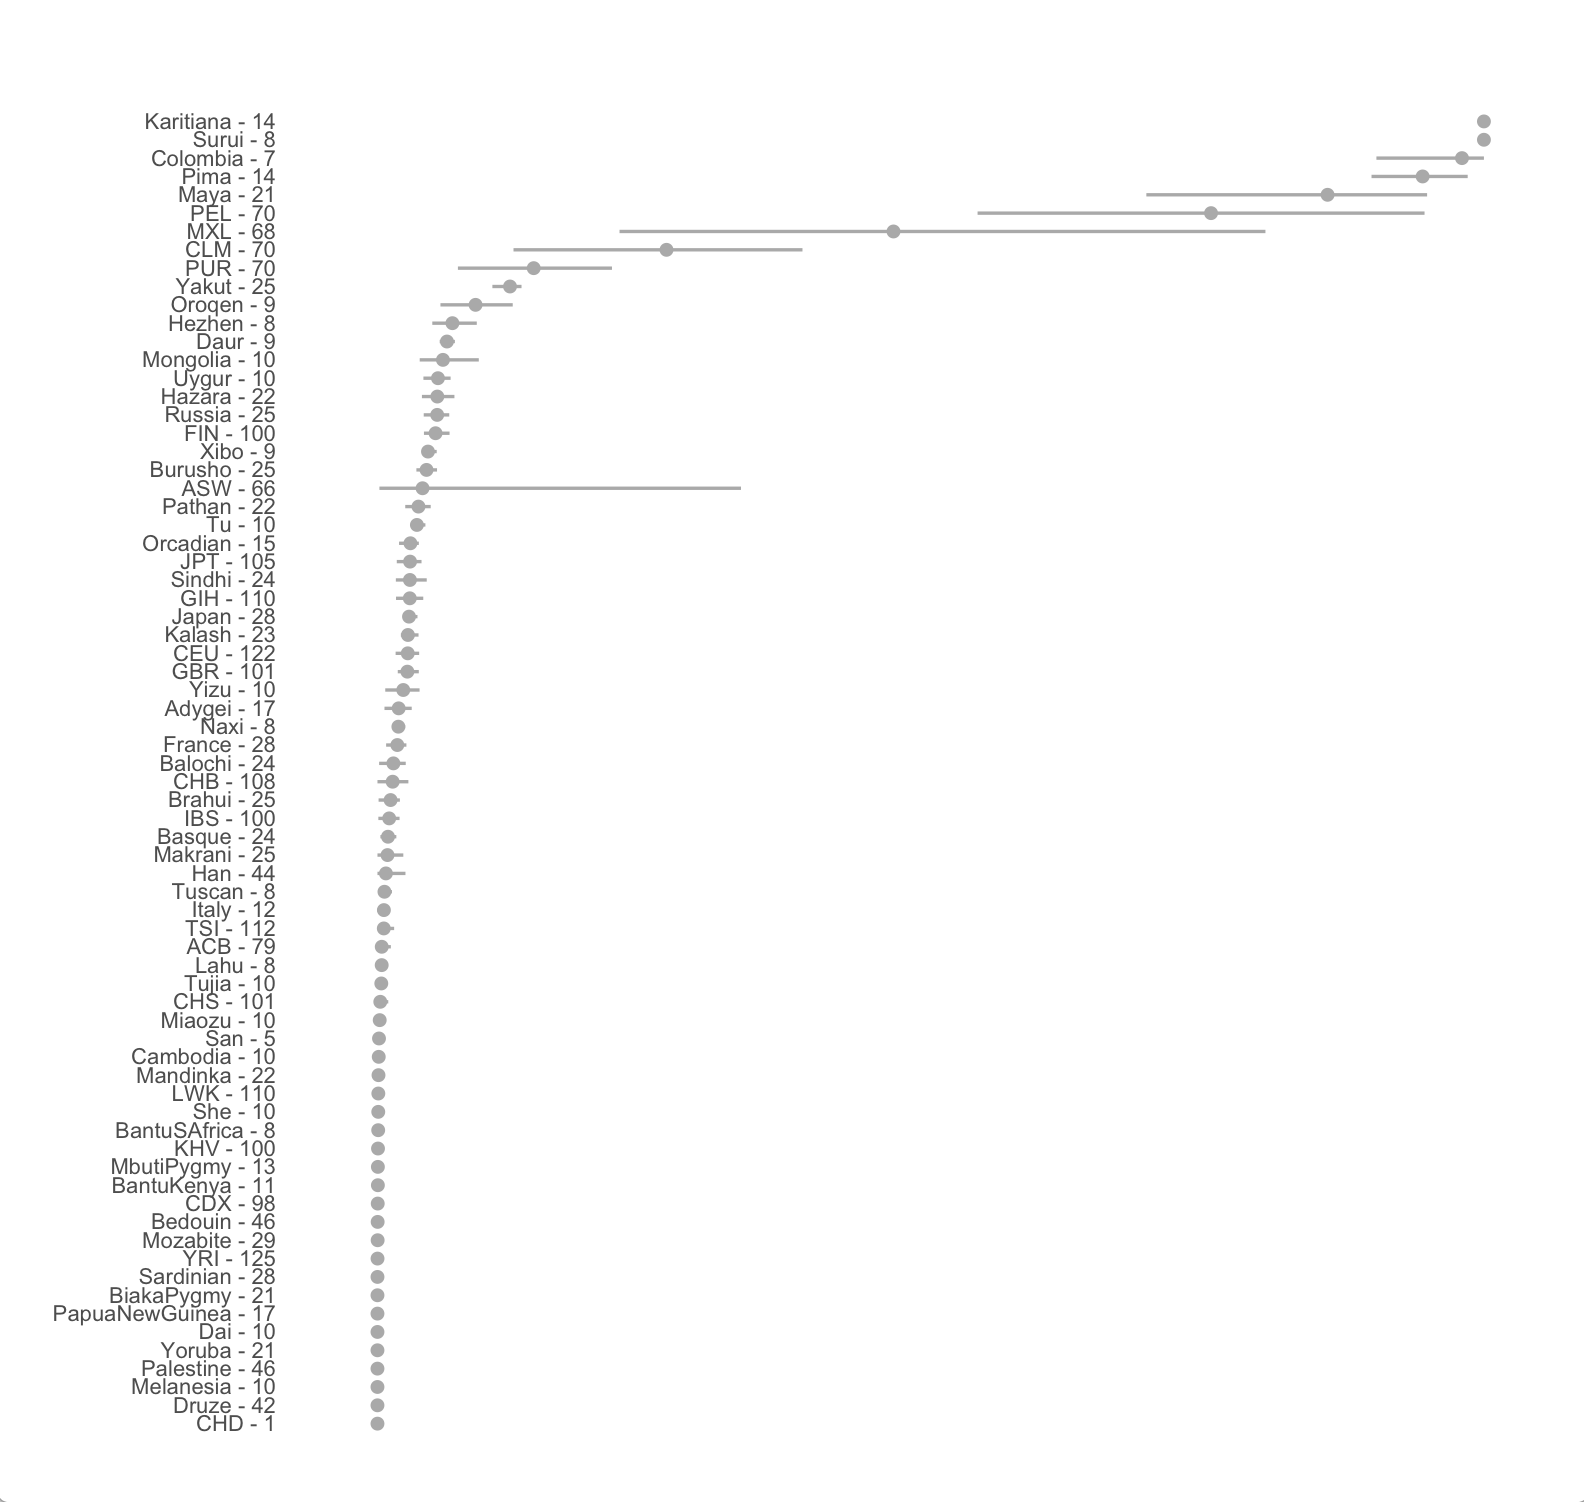 Karitiana - 14
Surui - 8
Colombia - 7
Pima - 14
Maya - 21
PEL - 70
MXL - 68
CLM - 70
PUR - 70
Yakut - 25
Oroqen - 9
Hezhen - 8
Daur - 9
Mongolia - 10
Uygur - 10
Hazara - 22
Russia - 25
FIN - 100
Xibo - 9
Burusho - 25
ASW - 66
Pathan - 22
Tu - 10
Orcadian - 15
JPT - 105
Sindhi - 24
GIH - 110
Japan - 28
Kalash - 23
CEU - 122
GBR - 101
Yizu - 10
Adygei - 17
Naxi - 8
France - 28
Balochi - 24
CHB - 108
Brahui - 25
IBS - 100
Basque - 24
Makrani - 25
Han - 44
Tuscan - 8
Italy - 12
TSI - 112
ACB - 79
Lahu - 8
Tujia - 10
CHS - 101
Miaozu - 10
San - 5
Cambodia - 10
Mandinka - 22
LWK - 110
She - 10
BantuSAfrica - 8
KHV - 100
MbutiPygmy - 13
BantuKenya - 11
CDX - 98
Bedouin - 46
Mozabite - 29
YRI - 125
Sardinian - 28
BiakaPygmy - 21
PapuaNewGuinea - 17
Dai - 10
Yoruba - 21
Palestine - 46
Melanesia - 10
Druze - 42
CHD - 1